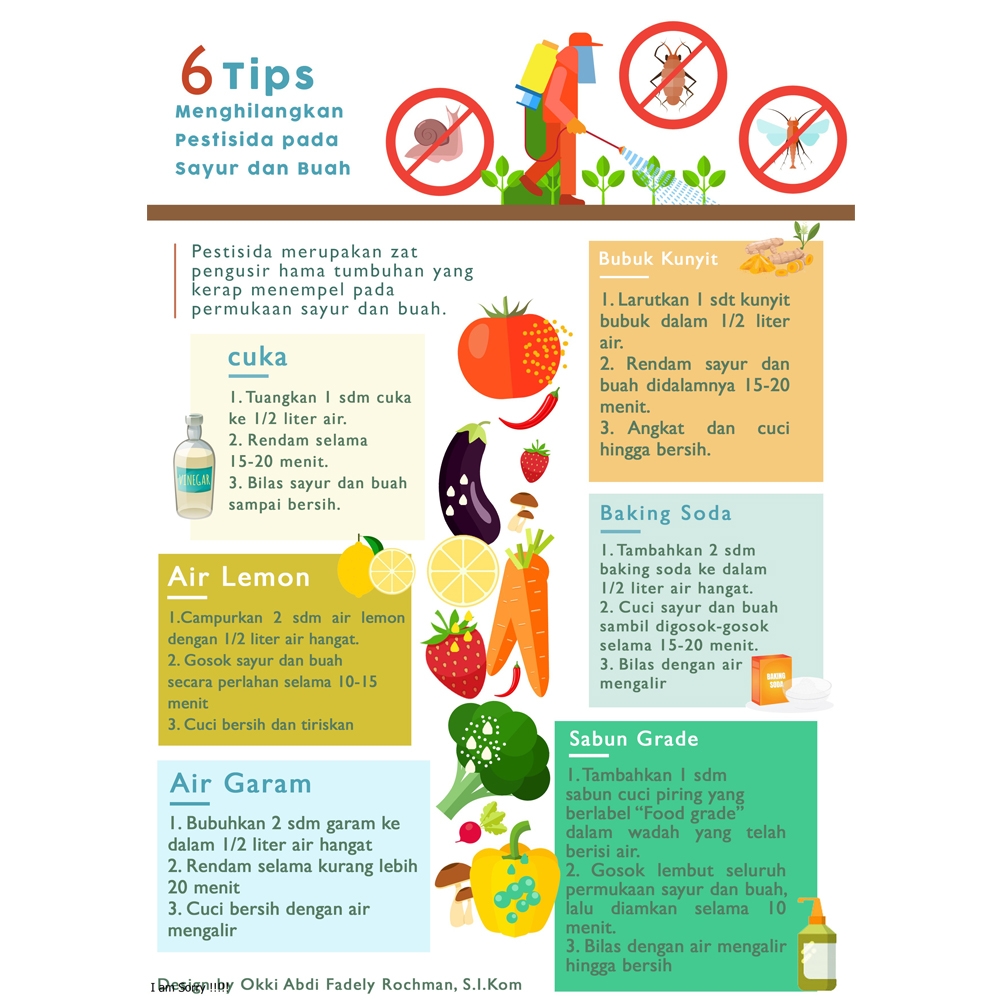 6 Tips
Menghilangkan
Pestisida pada
Sayur dan Buah
Pestisida merupakan zat
pengusir hama tumbuhan yang
kerap menempel pada
permukaan sayur dan buah.
cuka
1. Tuangkan 1 sdm cuka
ke 1/2 liter air.
2. Rendam selama
15-20 menit.
3. Bilas sayur dan buah
sampai bersih.
VINEGAR
Air Lemon
1.Campurkan 2 sdm air lemon
dengan 1/2 liter air hangat.
2. Gosok sayur dan buah
secara perlahan selama 10-15
menit
3. Cuci bersih dan tiriskan
Air Garam
1. Bubuhkan 2 sdm garam ke
dalam 1/2 liter air hangat
2. Rendam selama kurang lebih
20 menit
3. Cuci bersih dengan air
mengalir
Bubuk Kunyit
1. Larutkan 1 sdt kunyit
bubuk dalam 1/2 liter
air.
2. Rendam sayur dan
buah didalamnya 15-20
menit.
3. Angkat dan cuci
hingga bersih.
Baking Soda
1. Tambahkan 2 sdm
baking soda ke dalam
1/2 liter air hangat.
2. Cuci sayur dan buah
sambil digosok-gosok
selama 15-20 menit.
3. Bilas dengan air
mengalir
BAKING
SODA
Sabun Grade
1. Tambahkan 1 sdm
sabun cuci piring yang
berlabel “Food grade”
dalam wadah yang telah
berisi air.
2. Gosok lembut seluruh
permukaan sayur dan buah,
lalu diamkan selama 10
menit.
3. Bilas dengan air mengalir
hingga bersih
Design by Okki Abdi Fadely Rochman, S.I.Kom
I am Sorry !!!!!